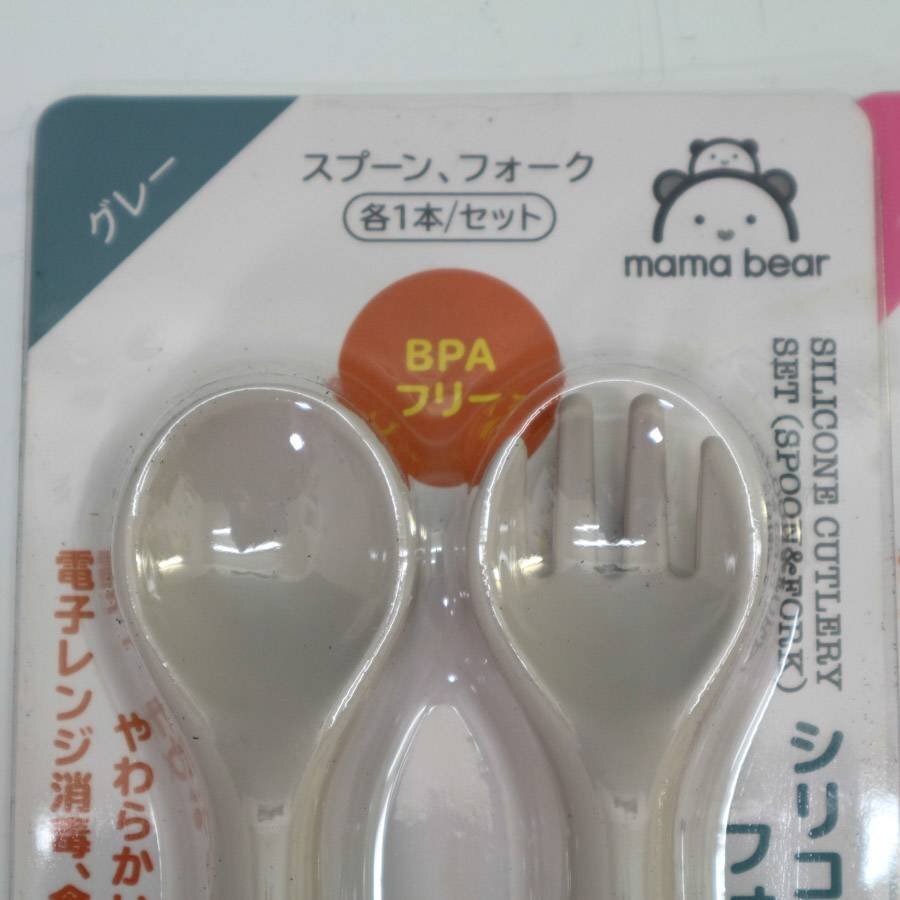 グレー
スプーン、フォーク
各1本/セット
mama bear
BPA
フリー
SILICONE CUTTLERY
SET (SPOON&FORK)
シリコ
フォ
やわらかい
電子レンジ消毒、